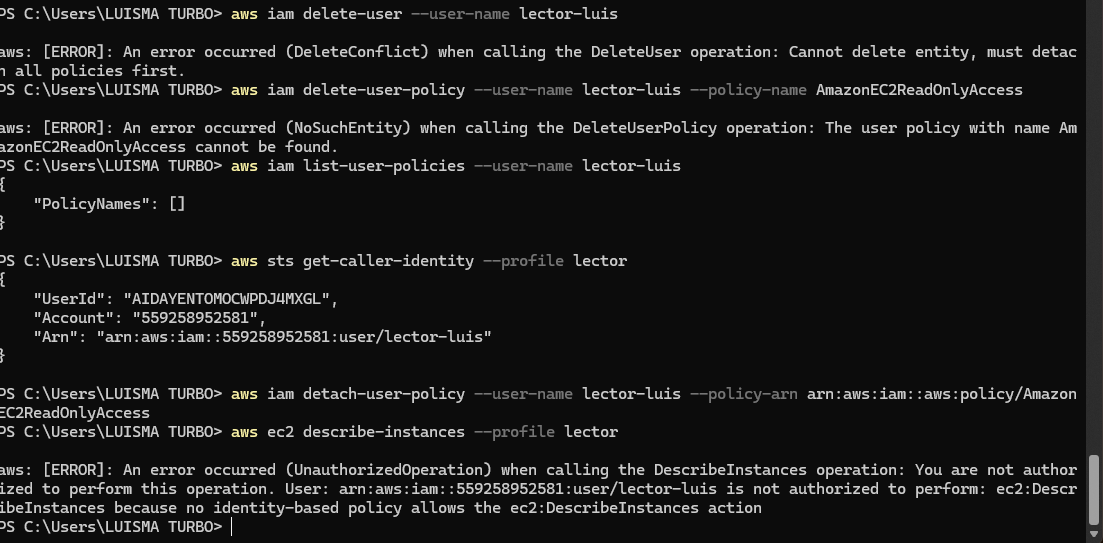 PS C:\Users\LUISMA TURBO> aws iam delete-user --user-name lector-luis
aws: [ERROR]: An error occurred (DeleteConflict) when calling the DeleteUser operation: Cannot delete entity, must detac
h all policies first.
PS C:\Users\LUISMA TURBO> aws iam delete-user-policy --user-name lector-luis --policy-name AmazonEC2ReadOnlyAccess
aws: [ERROR]: An error occurred (NoSuchEntity) when calling the DeleteUserPolicy operation: The user policy with name Am
azonEC2ReadOnlyAccess cannot be found.
PS C:\Users\LUISMA TURBO> aws iam list-user-policies --user-name lector-luis
{
    "PolicyNames": []
}
PS C:\Users\LUISMA TURBO> aws sts get-caller-identity --profile lector
{
    "UserId": "AIDAYENTOMOCWPDJ4MXGL",
    "Account": "559258952581",
    "Arn": "arn:aws:iam::559258952581:user/lector-luis"
}
PS C:\Users\LUISMA TURBO> aws iam detach-user-policy --user-name lector-luis --policy-arn arn:aws:iam::aws:policy/Amazon
EC2ReadOnlyAccess
PS C:\Users\LUISMA TURBO> aws ec2 describe-instances --profile lector
aws: [ERROR]: An error occurred (UnauthorizedOperation) when calling the DescribeInstances operation: You are not author
ized to perform this operation. User: arn:aws:iam::559258952581:user/lector-luis is not authorized to perform: ec2:Descr
ibeInstances because no identity-based policy allows the ec2:DescribeInstances action
PS C:\Users\LUISMA TURBO>